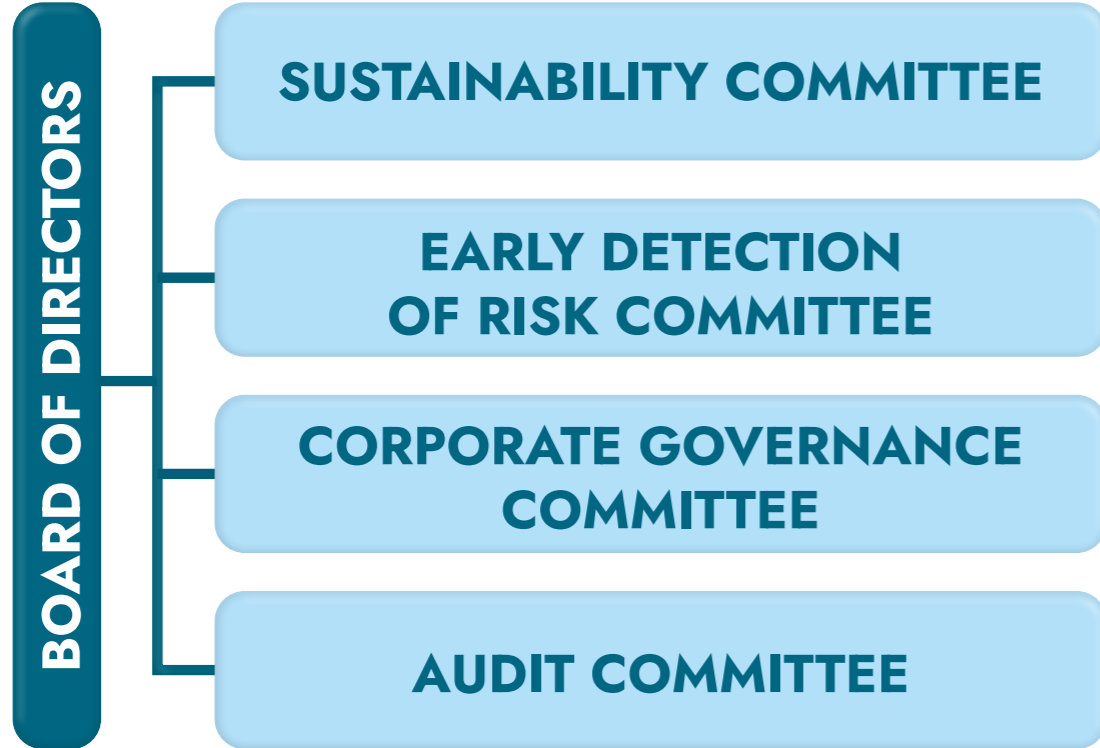 BOARD OF DIRECTORS
SUSTAINABILITY COMMITTEE
EARLY DETECTION
OF RISK COMMITTEE
CORPORATE GOVERNANCE
COMMITTEE
AUDIT COMMITTEE